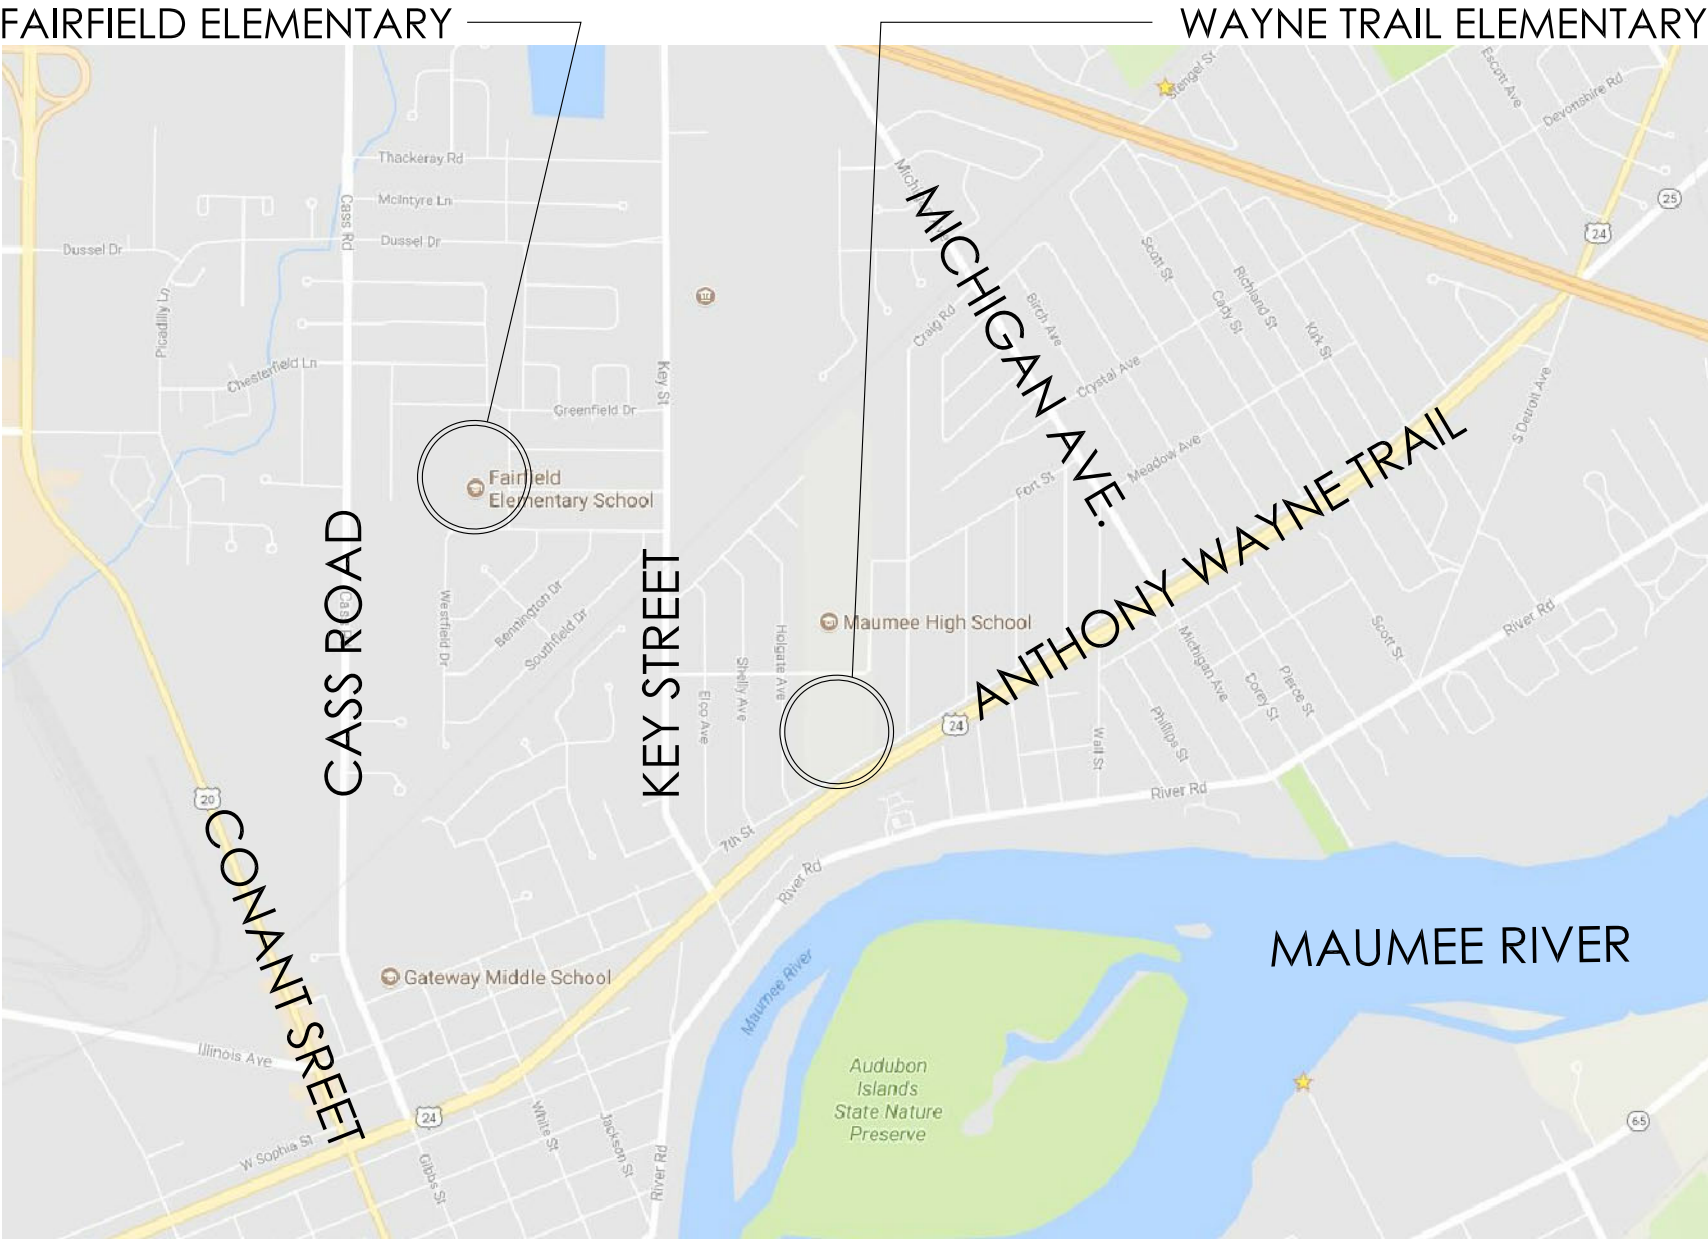 FAIRFIELD ELEMENTARY
WAYNE TRAIL ELEMENTARY
Stengel St
Escott Ave
Devonshire Rd
Thackeray Rd
McIntyre Ln
Cass Rd
Dussel Dr
Dussel Dr
Michig
MICHIGAN AVE.
25
24
Scott St
Richland St
Cady St
Kirk St
Picadilly Ln
Birch Ave
Craig Rd
Chesterfield Ln
Key St
Crystal Ave
Greenfield Dr
S Detroit Ave
Meadow Ave
Fort St
Fairfield
Elementary School
ANTHONY WAYNE TRAIL
CASS ROAD
KEY STREET
Westfield Dr
Bennington Dr
Southfield Dr
Holgate Ave
Shelly Ave
Elco Ave
Maumee High School
Michigan Ave
Scott St
River Rd
Corey St
Pierce St
Phillips St
Wall St
24
20
CONANT SREET
River Rd
7th St
River Rd
MAUMEE RIVER
Maumee River
Gateway Middle School
Illinois Ave
Audubon
Islands
State Nature
Preserve
24
65
W Sophia St
Gibbs St
White St
Jackson St
River Rd